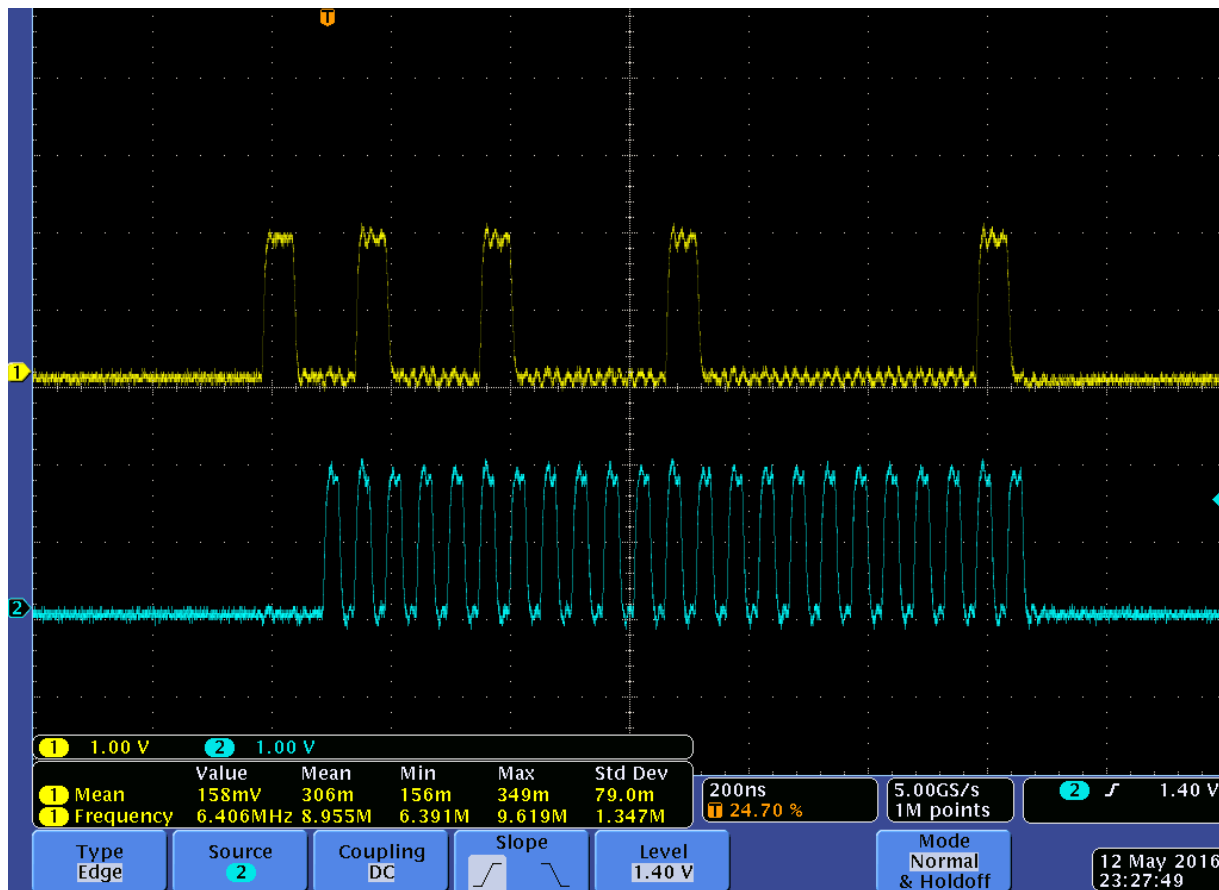 T
1
2
1 1.00 V 2 1.00 V
Value Mean Min Max Std Dev
1 Mean 158mV 306m 156m 349m 79.0m
1 Frequency 6.406MHz 8.955M 6.391M 9.619M 1.347M
200ns
T 24.70 %
5.00GS/s
1M points
2 1.40 V
Type
Edge
Source
2
Coupling
DC
Slope
Level
1.40 V
Mode
Normal
& Holdoff
12 May 2016
23:27:49